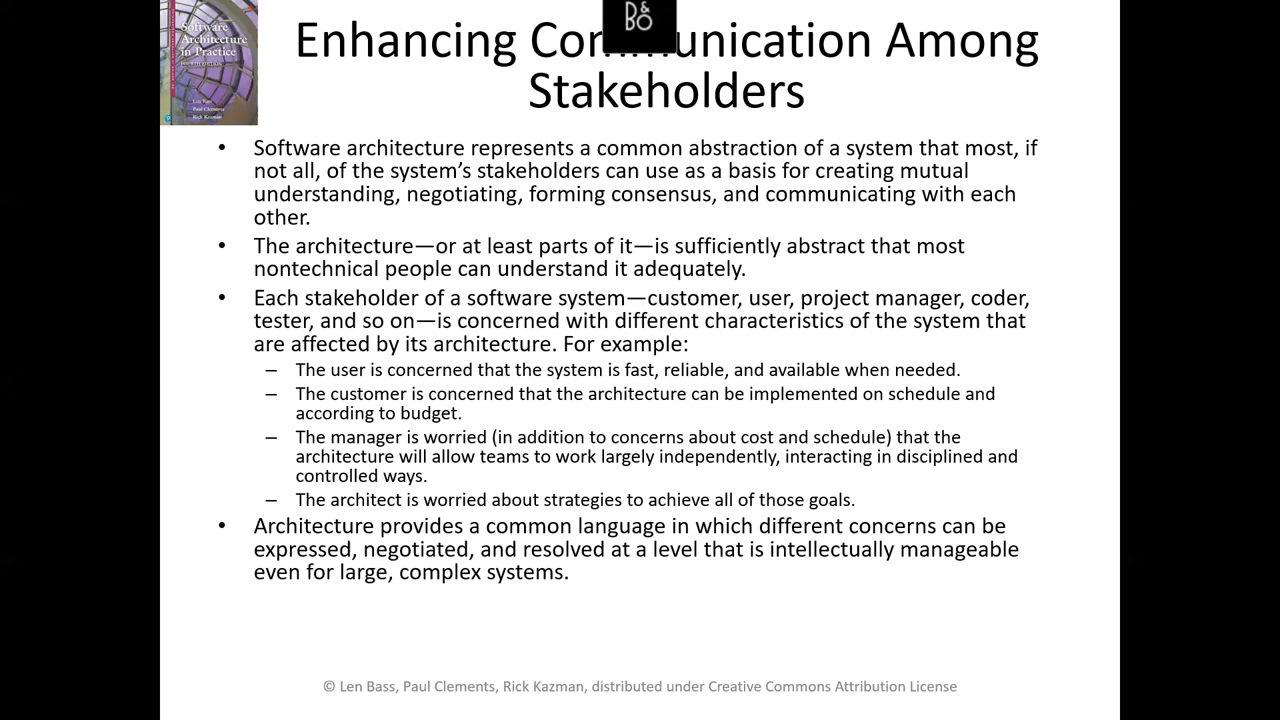 Software
Architecture
in Practice
Len Bass
Paul Clements
Rick Kazman
B&
BO
Enhancing Communication Among
Stakeholders
• Software architecture represents a common abstraction of a system that most, if
not all, of the system’s stakeholders can use as a basis for creating mutual
understanding, negotiating, forming consensus, and communicating with each
other.
• The architecture—or at least parts of it—is sufficiently abstract that most
nontechnical people can understand it adequately.
• Each stakeholder of a software system—customer, user, project manager, coder,
tester, and so on—is concerned with different characteristics of the system that
are affected by its architecture. For example:
– The user is concerned that the system is fast, reliable, and available when needed.
– The customer is concerned that the architecture can be implemented on schedule and
according to budget.
– The manager is worried (in addition to concerns about cost and schedule) that the
architecture will allow teams to work largely independently, interacting in disciplined and
controlled ways.
– The architect is worried about strategies to achieve all of those goals.
• Architecture provides a common language in which different concerns can be
expressed, negotiated, and resolved at a level that is intellectually manageable
even for large, complex systems.
© Len Bass, Paul Clements, Rick Kazman, distributed under Creative Commons Attribution License